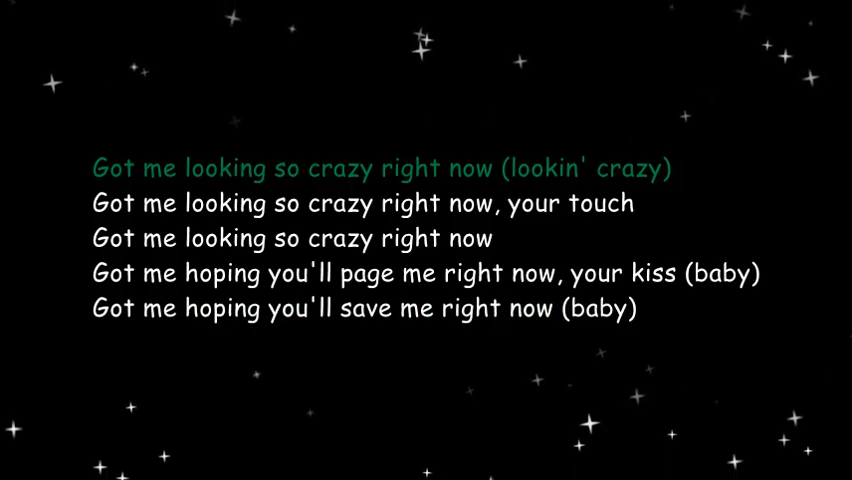 Got me looking so crazy right now (lookin' crazy)
Got me looking so crazy right now, your touch
Got me looking so crazy right now
Got me hoping you'll page me right now, your kiss (baby)
Got me hoping you'll save me right now (baby)